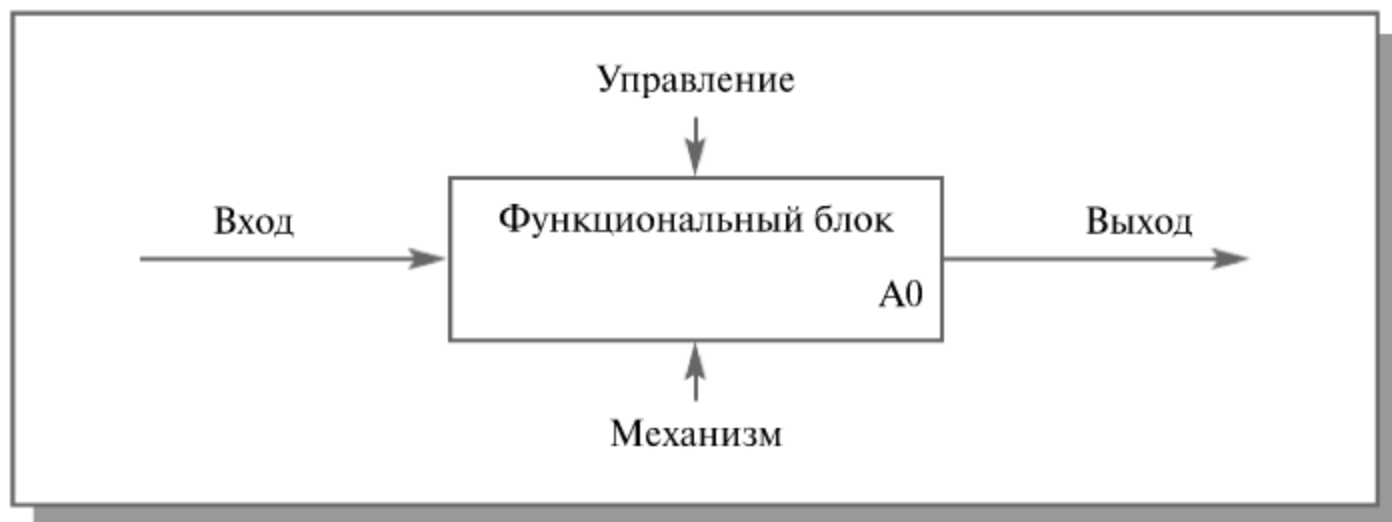 Управление
Вход
Функциональный блок
Выход
A0
Механизм